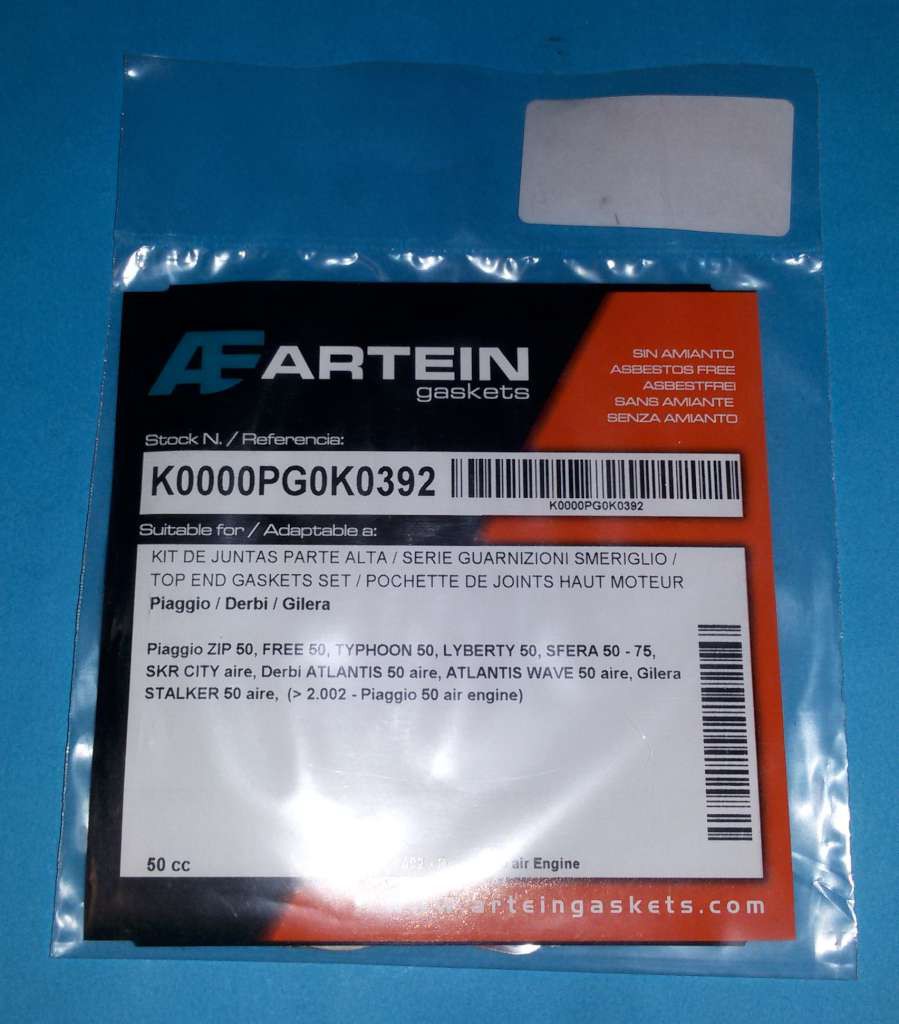 AE ARTEIN
gaskets
SIN AMIANTO
ASBESTOS FREE
ASBESTFREI
SANS AMIANTE
SENZA AMIANTO
Stock N. / Referencia:
K0000PG0K0392
K0000PG0K0392
Suitable for / Adaptable a:
KIT DE JUNTAS PARTE ALTA / SERIE GUARNIZIONI SMERIGLIO /
TOP END GASKETS SET / POCHETTE DE JOINTS HAUT MOTEUR
Piaggio / Derbi / Gilera
Piaggio ZIP 50, FREE 50, TYPHOON 50, LYBERTY 50, SFERA 50 - 75,
SKR CITY aire, Derbi ATLANTIS 50 aire, ATLANTIS WAVE 50 aire, Gilera
STALKER 50 aire, (> 2.002 - Piaggio 50 air engine)
50 cc
air Engine
.arteingaskets.com